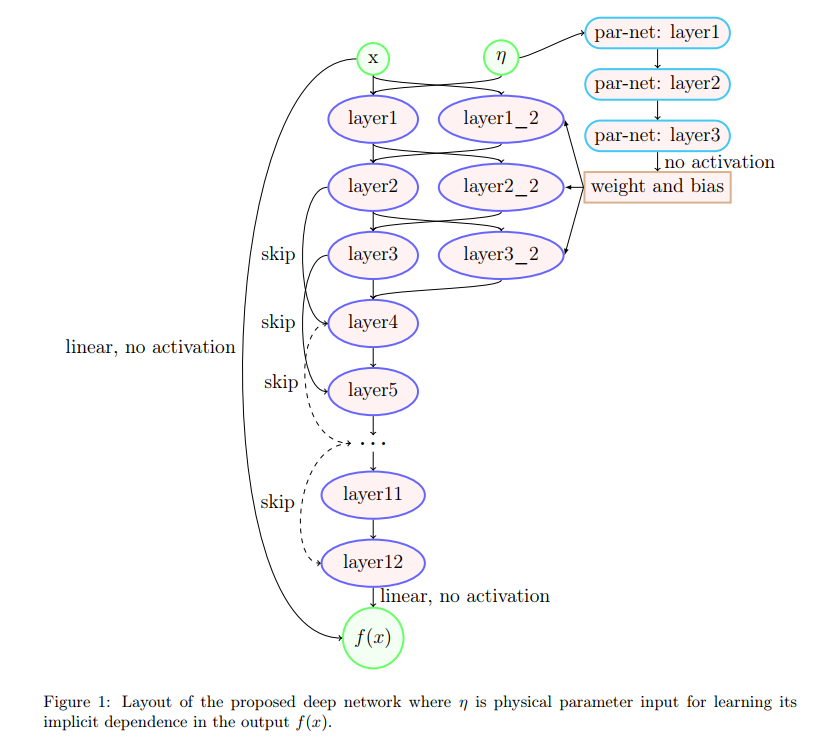 x
η
par-net: layer1
par-net: layer2
layer1
layer1_2
par-net: layer3
no activation
layer2
layer2_2
weight and bias
skip
layer3
layer3_2
skip
layer4
linear, no activation
skip
layer5
...
skip
layer11
layer12
linear, no activation
f(x)
Figure 1: Layout of the proposed deep network where η is physical parameter input for learning its
implicit dependence in the output f(x).